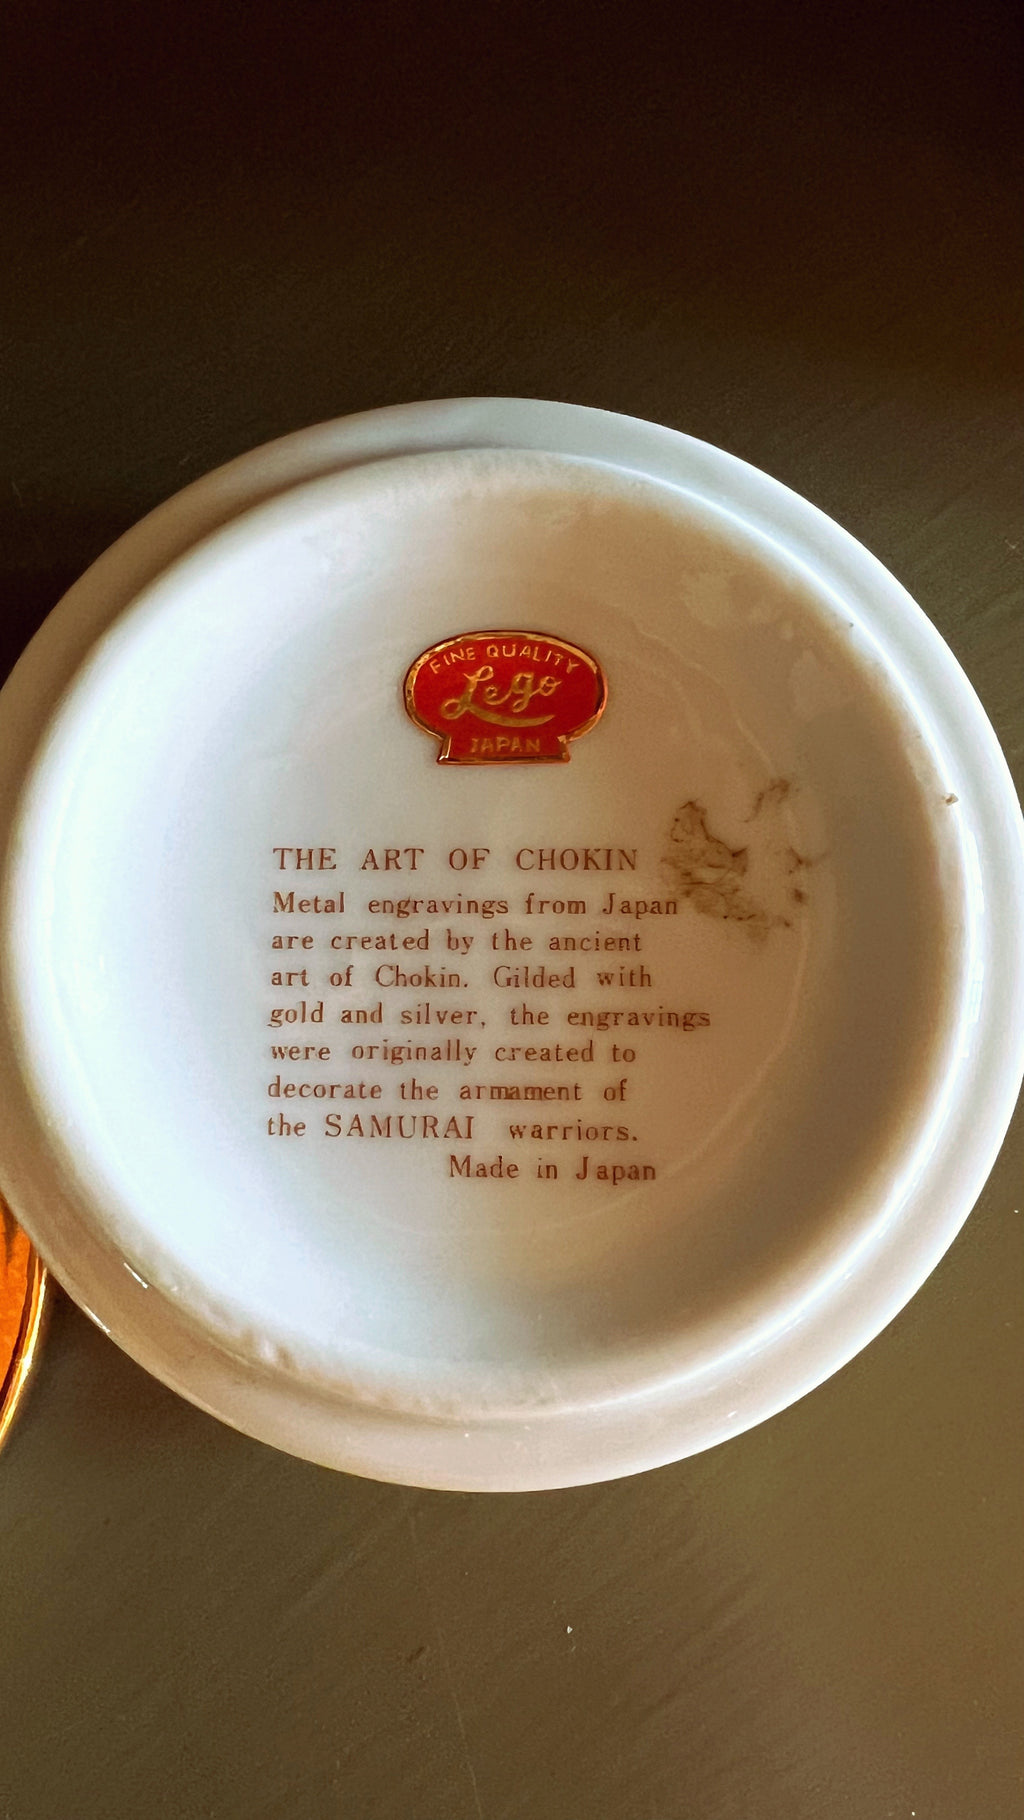 FINE QUALITY
Lego
JAPAN
THE ART OF CHOKIN
Metal engravings from Japan
are created by the ancient
art of Chokin. Gilded with
gold and silver, the engravings
were originally created to
decorate the armament of
the SAMURAI warriors.
Made in Japan